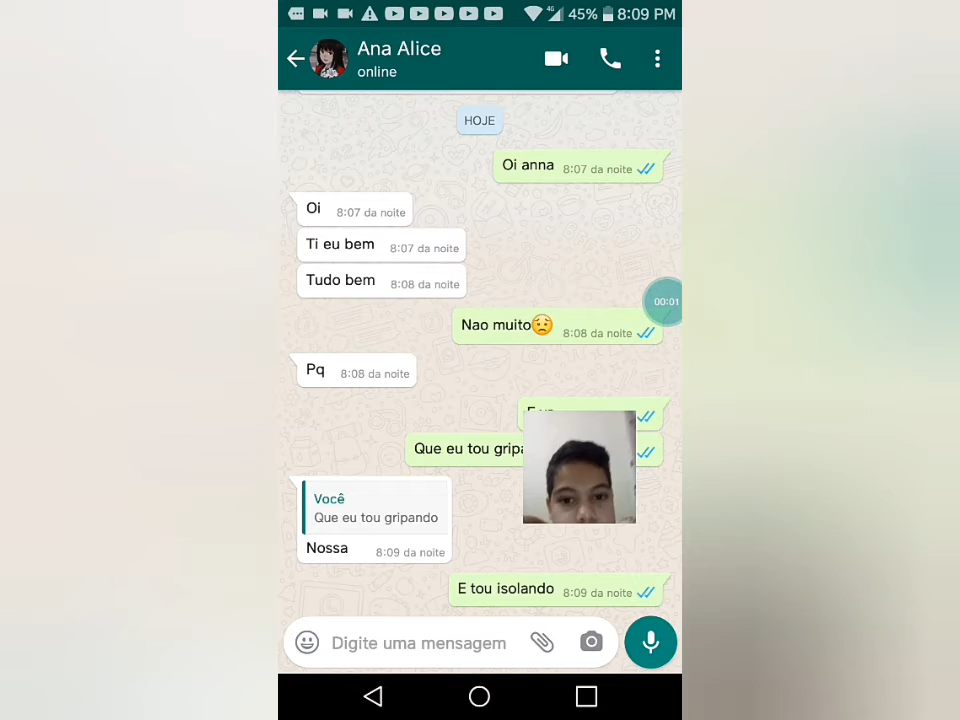 4G 45% 8:09 PM
Ana Alice
online
HOJE
Oi anna 8:07 da noite
Oi 8:07 da noite
Ti eu bem 8:07 da noite
Tudo bem 8:08 da noite
00:01
Nao muito😟 8:08 da noite
Pq 8:08 da noite
Que eu tou gripa
Você
Que eu tou gripando
Nossa 8:09 da noite
E tou isolando 8:09 da noite
Digite uma mensagem